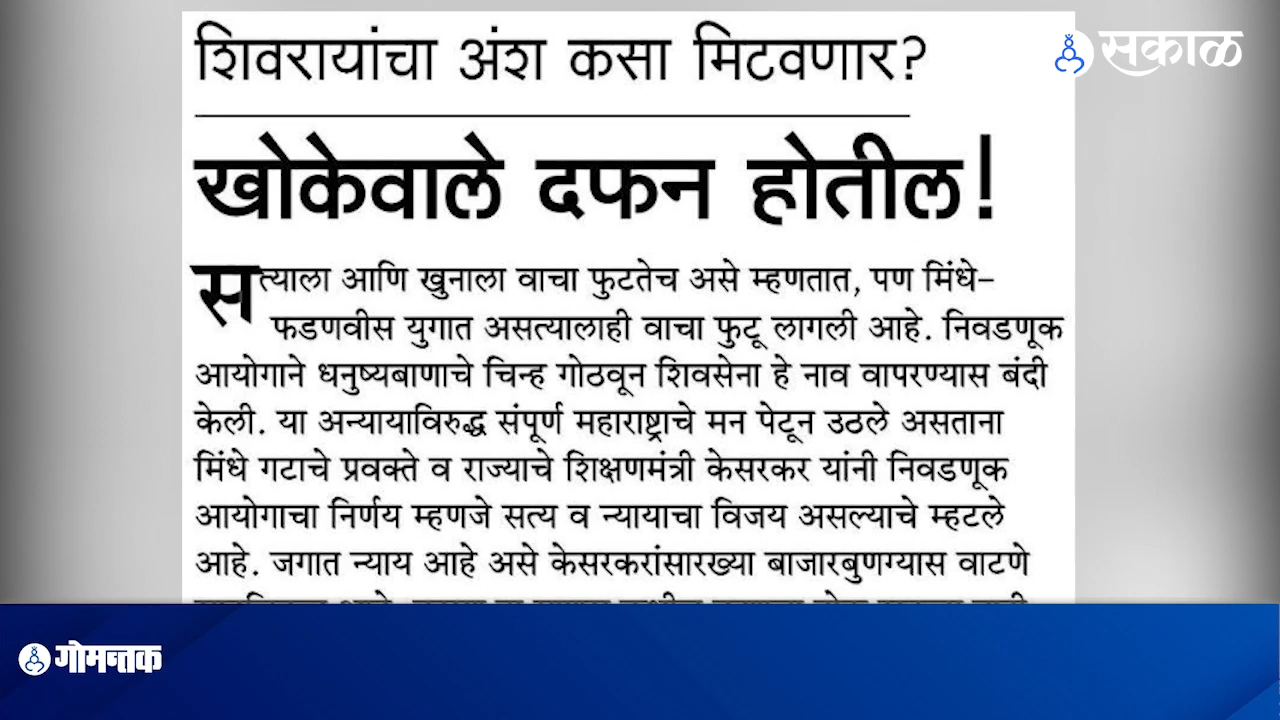 शिवरायांचा अंश कसा मिटवणार?
सकाळ
खोकेवाले दफन होतील!
सत्याला आणि खुनाला वाचा फुटतेच असे म्हणतात, पण मिंधे-
फडणवीस युगात असत्यालाही वाचा फुटू लागली आहे. निवडणूक
आयोगाने धनुष्यबाणाचे चिन्ह गोठवून शिवसेना हे नाव वापरण्यास बंदी
केली. या अन्यायाविरुद्ध संपूर्ण महाराष्ट्राचे मन पेटून उठले असताना
मिंधे गटाचे प्रवक्ते व राज्याचे शिक्षणमंत्री केसरकर यांनी निवडणूक
आयोगाचा निर्णय म्हणजे सत्य व न्यायाचा विजय असल्याचे म्हटले
आहे. जगात न्याय आहे असे केसरकरांसारख्या बाजारबुणग्यास वाटणे
गोमन्तक